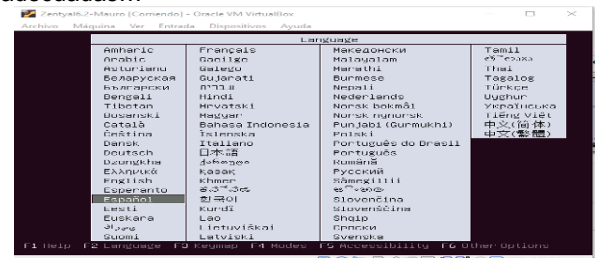 Zentyal6.2-Mauro [Corriendo] - Oracle VM VirtualBox
Archivo Máquina Ver Entrada Dispositivos Ayuda
Language
Amharic Français Македонски Tamil
Arabic Gaeilge Malayalam
Asturianu Galego Marathi Thai
Беларуская Gujarati Burmese Tagalog
Български עברית Nepali Türkçe
Bengali Hindi Nederlands Uyghur
Tibetan Hrvatski Norsk bokmål Українська
Bosanski Magyar Norsk nynorsk Tiếng Việt
Català Bahasa Indonesia Punjabi (Gurmukhi) 中文(简体)
Čeština Íslenska Polski 中文(繁體)
Dansk Italiano Português do Brasil
Deutsch 日本語 Português
Dzongkha ქართული Română
Ελληνικά Қазақ Русский
English Khmer Sámegillii
Esperanto ಕನ್ನಡ
Español 한국어 Slovenčina
Eesti Kurdî Slovenščina
Euskara Lao Shqip
Lietuviškai Српски
Suomi Latviski Svenska
F1 Help F2 Language F3 Keymap F4 Modes F5 Accessibility F6 Other Options